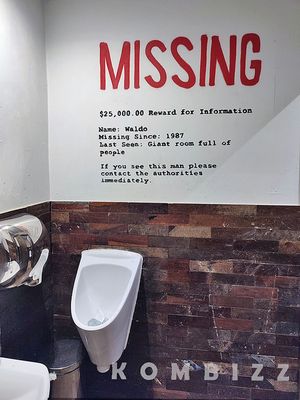 MISSING
$25,000.00 Reward for Information
Name: Waldo
Missing Since: 1987
Last Seen: Giant room full of
people
If you see this man please
contact the authorities
immediately.
KOMBIZZ